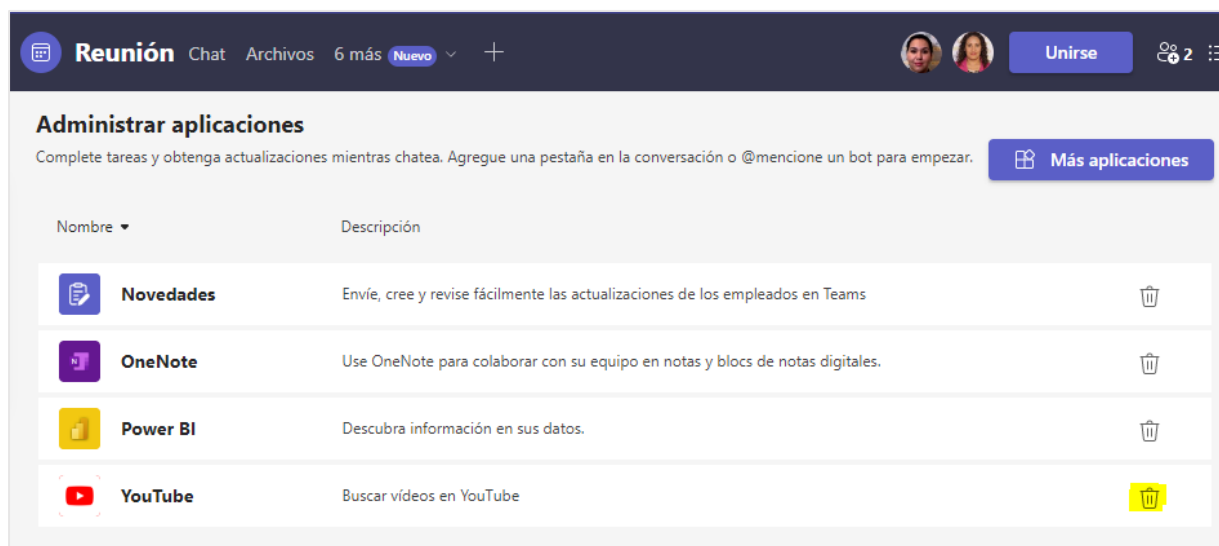 Reunión Chat Archivos 6 más Nuevo Unirse 2
Administrar aplicaciones
Complete tareas y obtenga actualizaciones mientras chatea. Agregue una pestaña en la conversación o @mencione un bot para empezar.
Más aplicaciones
Nombre Descripción
Novedades Envíe, cree y revise fácilmente las actualizaciones de los empleados en Teams
N OneNote Use OneNote para colaborar con su equipo en notas y blocs de notas digitales.
Power BI Descubra información en sus datos.
YouTube Buscar vídeos en YouTube